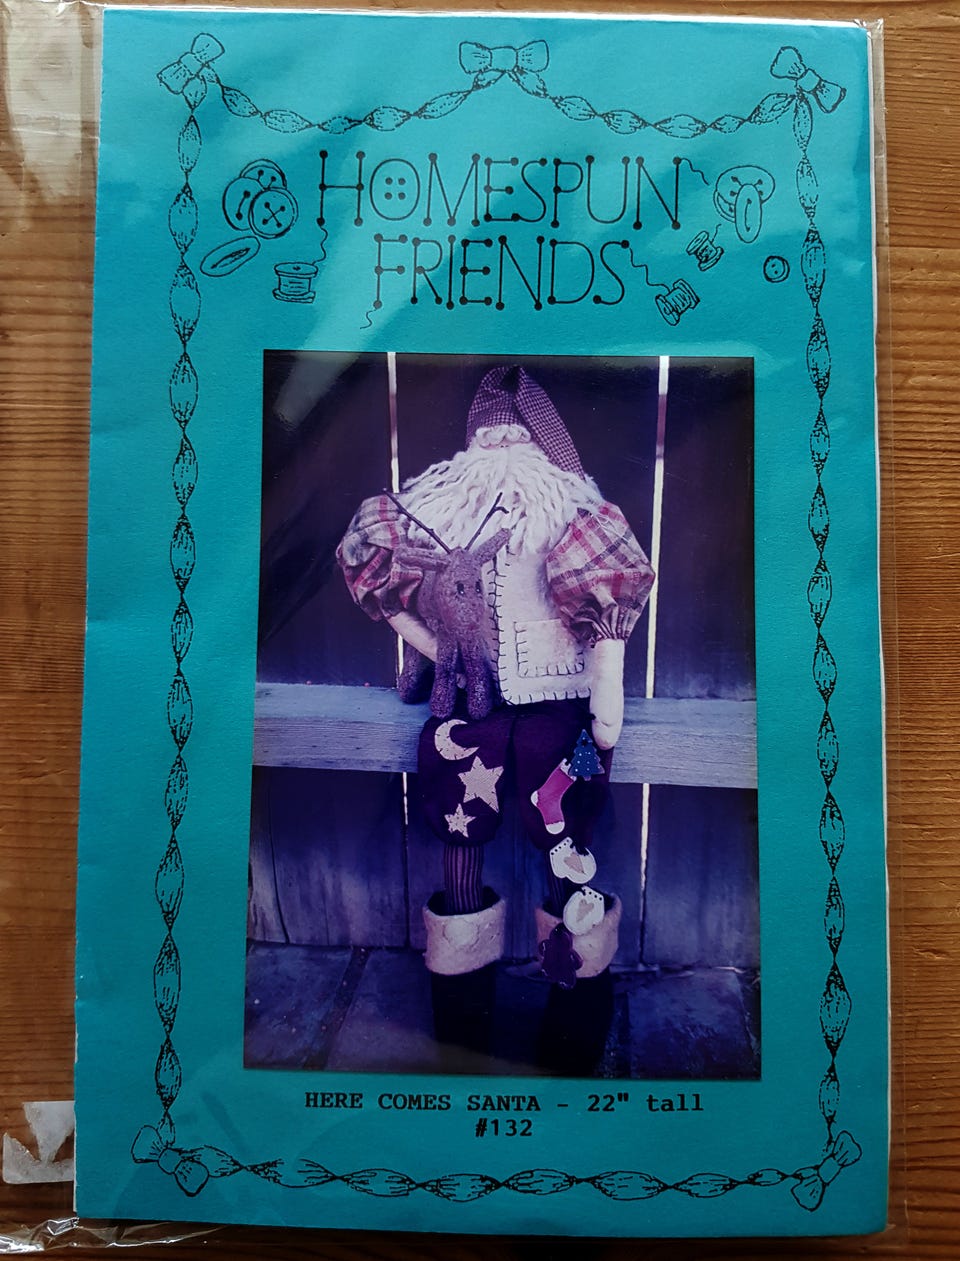 HOMESPUN
FRIENDS
HERE COMES SANTA - 22" tall
#132